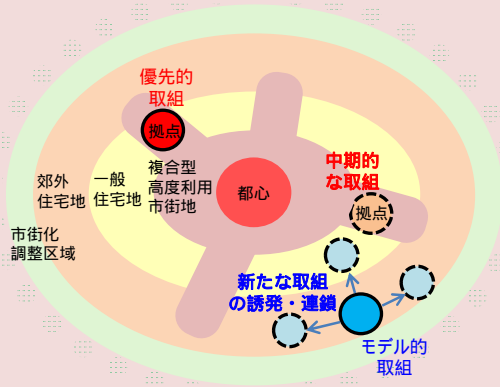 優先的
取組
拠点
複合型
高度利用
市街地
一般
住宅地
郊外
住宅地
市街化
調整区域
都心
中期的
な取組
拠点
新たな取組
の誘発・連鎖
モデル的
取組